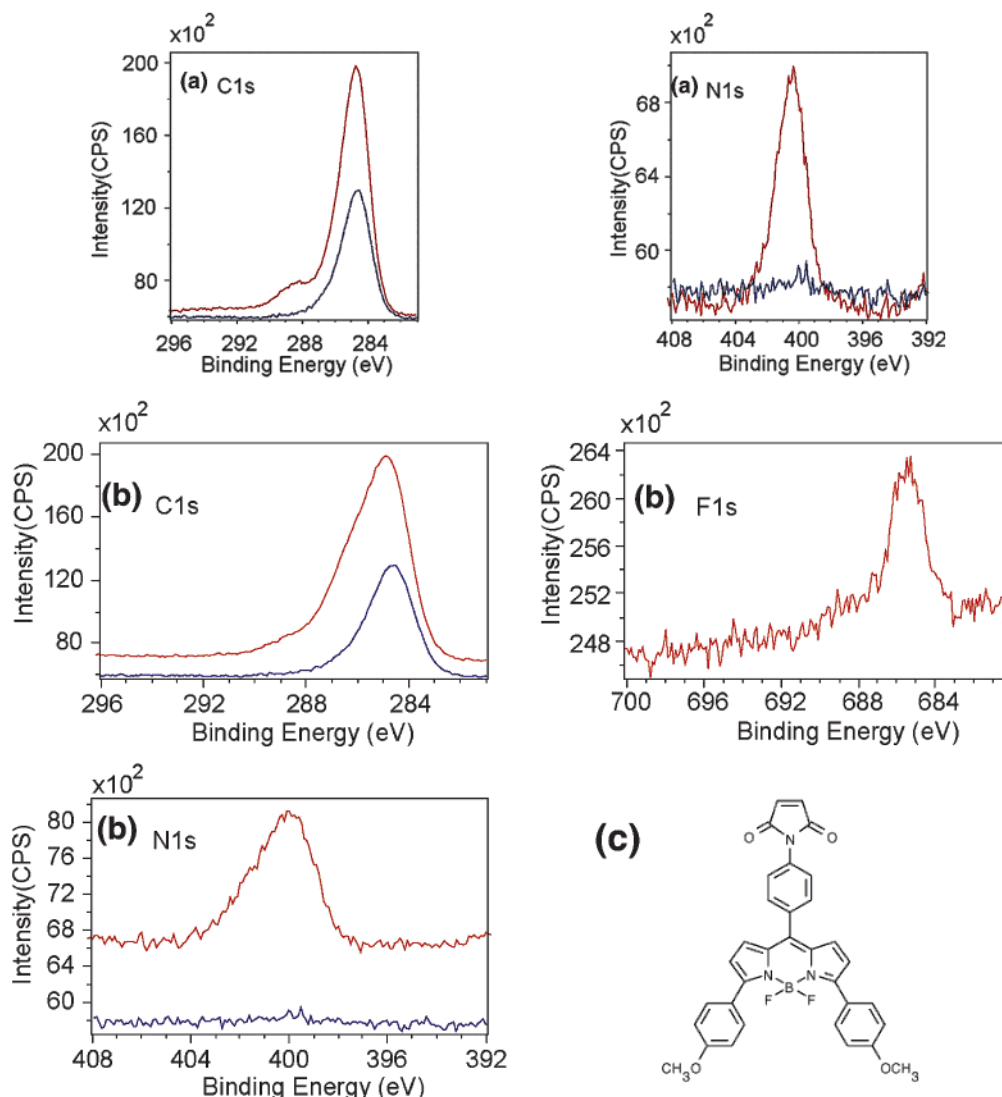 x10²
200
160
120
80
(a) C1s
Intensity(CPS)
296 292 288 284
Binding Energy (eV)
x10²
68
64
60
(a) N1s
Intensity(CPS)
408 404 400 396 392
Binding Energy (eV)
x10²
200
160
120
80
(b) C1s
Intensity(CPS)
296 292 288 284
Binding Energy (eV)
x10²
264
260
256
252
248
(b) F1s
Intensity(CPS)
700 696 692 688 684
Binding Energy (eV)
x10²
80
76
72
68
64
60
(b) N1s
Intensity(CPS)
408 404 400 396 392
Binding Energy (eV)
(c)
O N O
N B N
F F
CH₃O OCH₃